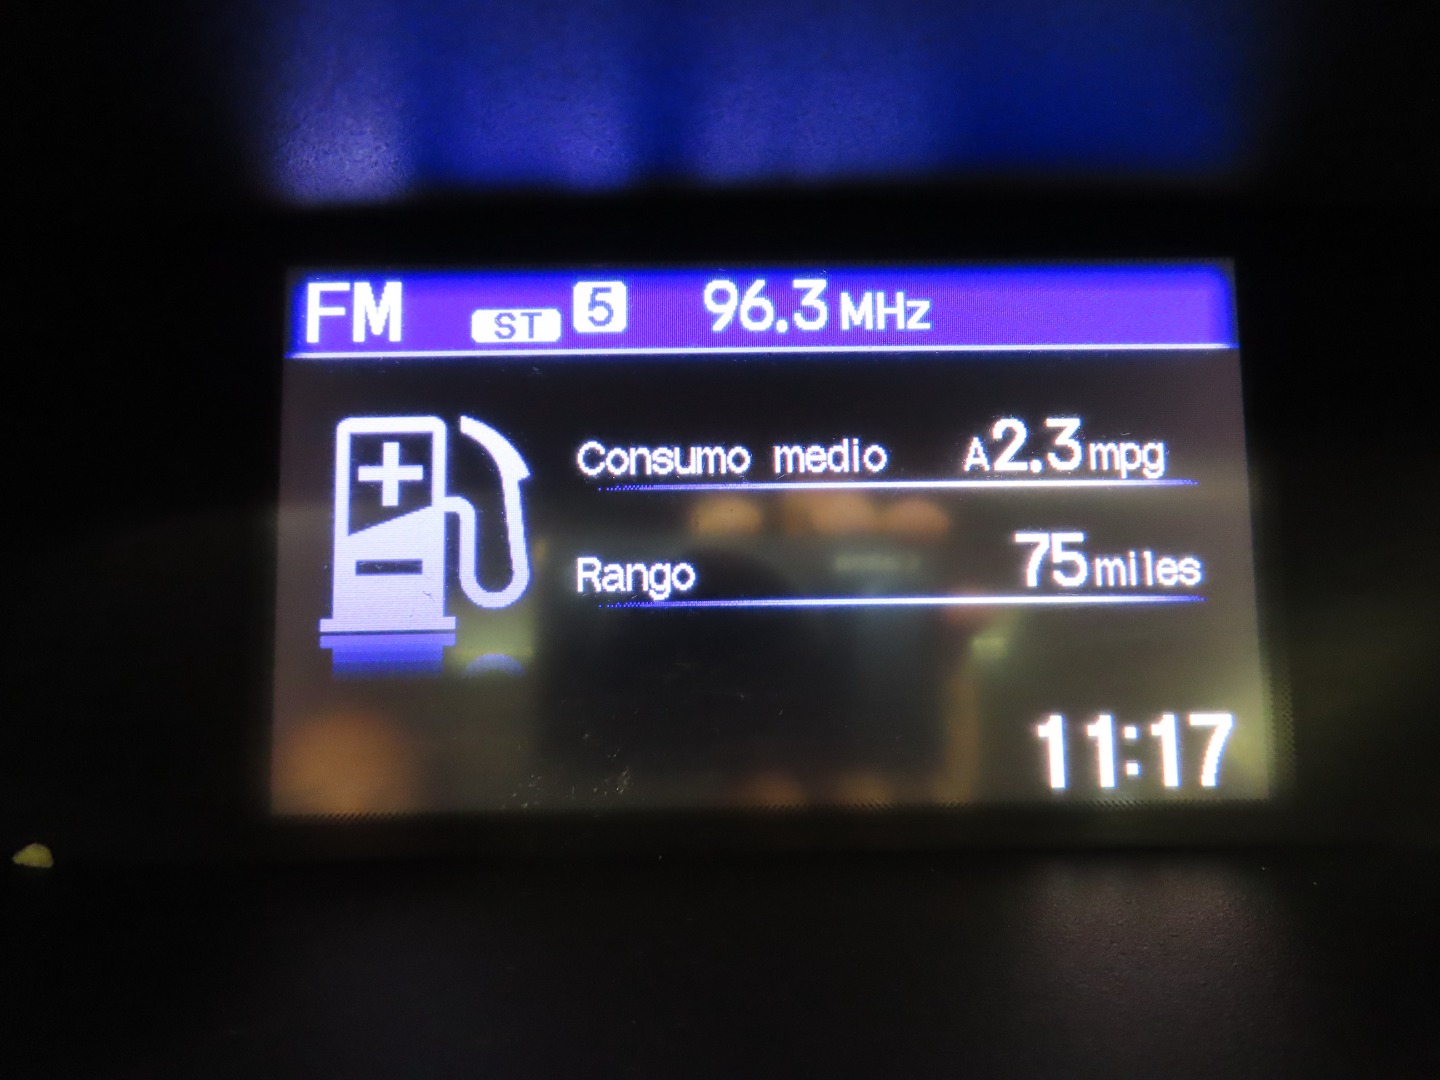 FM ST 5 96.3 MHz
Consumo medio A2.3 mpg
Rango 75 miles
11:17